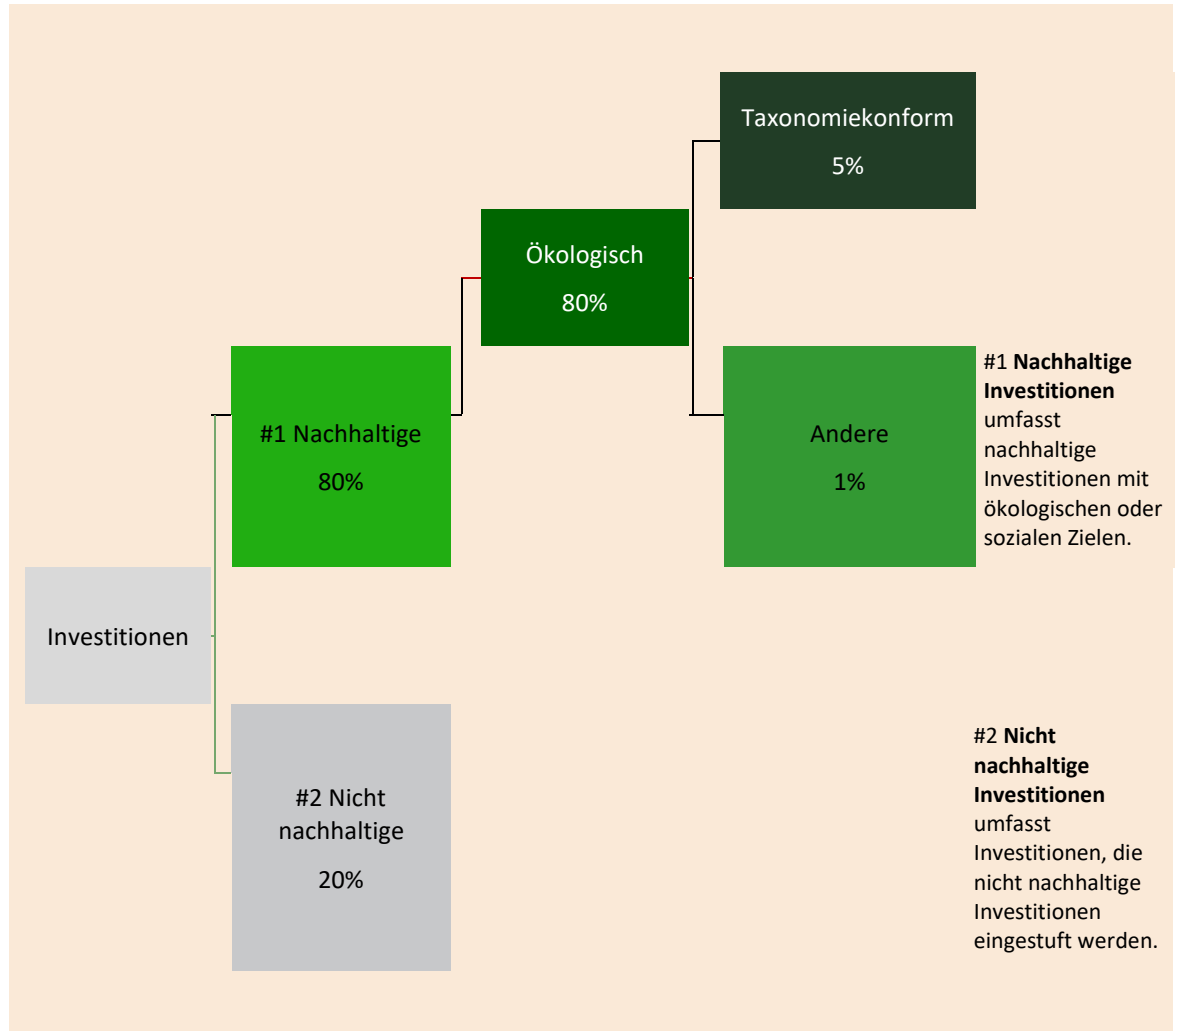 Taxonomiekonform
5%
Ökologisch
80%
#1 Nachhaltige
80%
Andere
1%
#1 Nachhaltige
Investitionen
umfasst
nachhaltige
Investitionen mit
ökologischen oder
sozialen Zielen.
Investitionen
#2 Nicht
nachhaltige
20%
#2 Nicht
nachhaltige
Investitionen
umfasst
Investitionen, die
nicht nachhaltige
Investitionen
eingestuft werden.